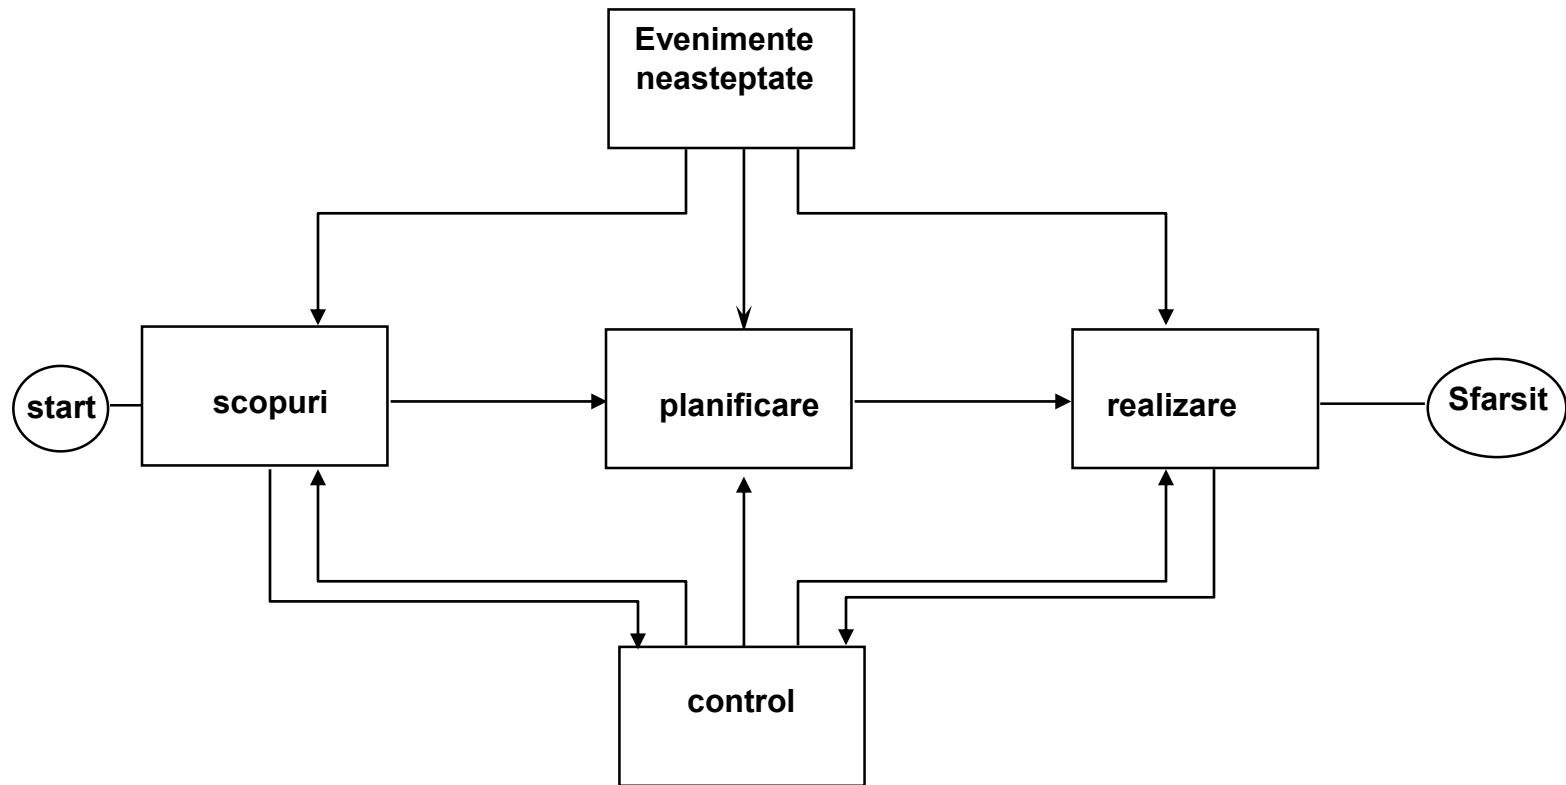 Evenimente
neasteptate
start
scopuri
planificare
realizare
Sfarsit
control